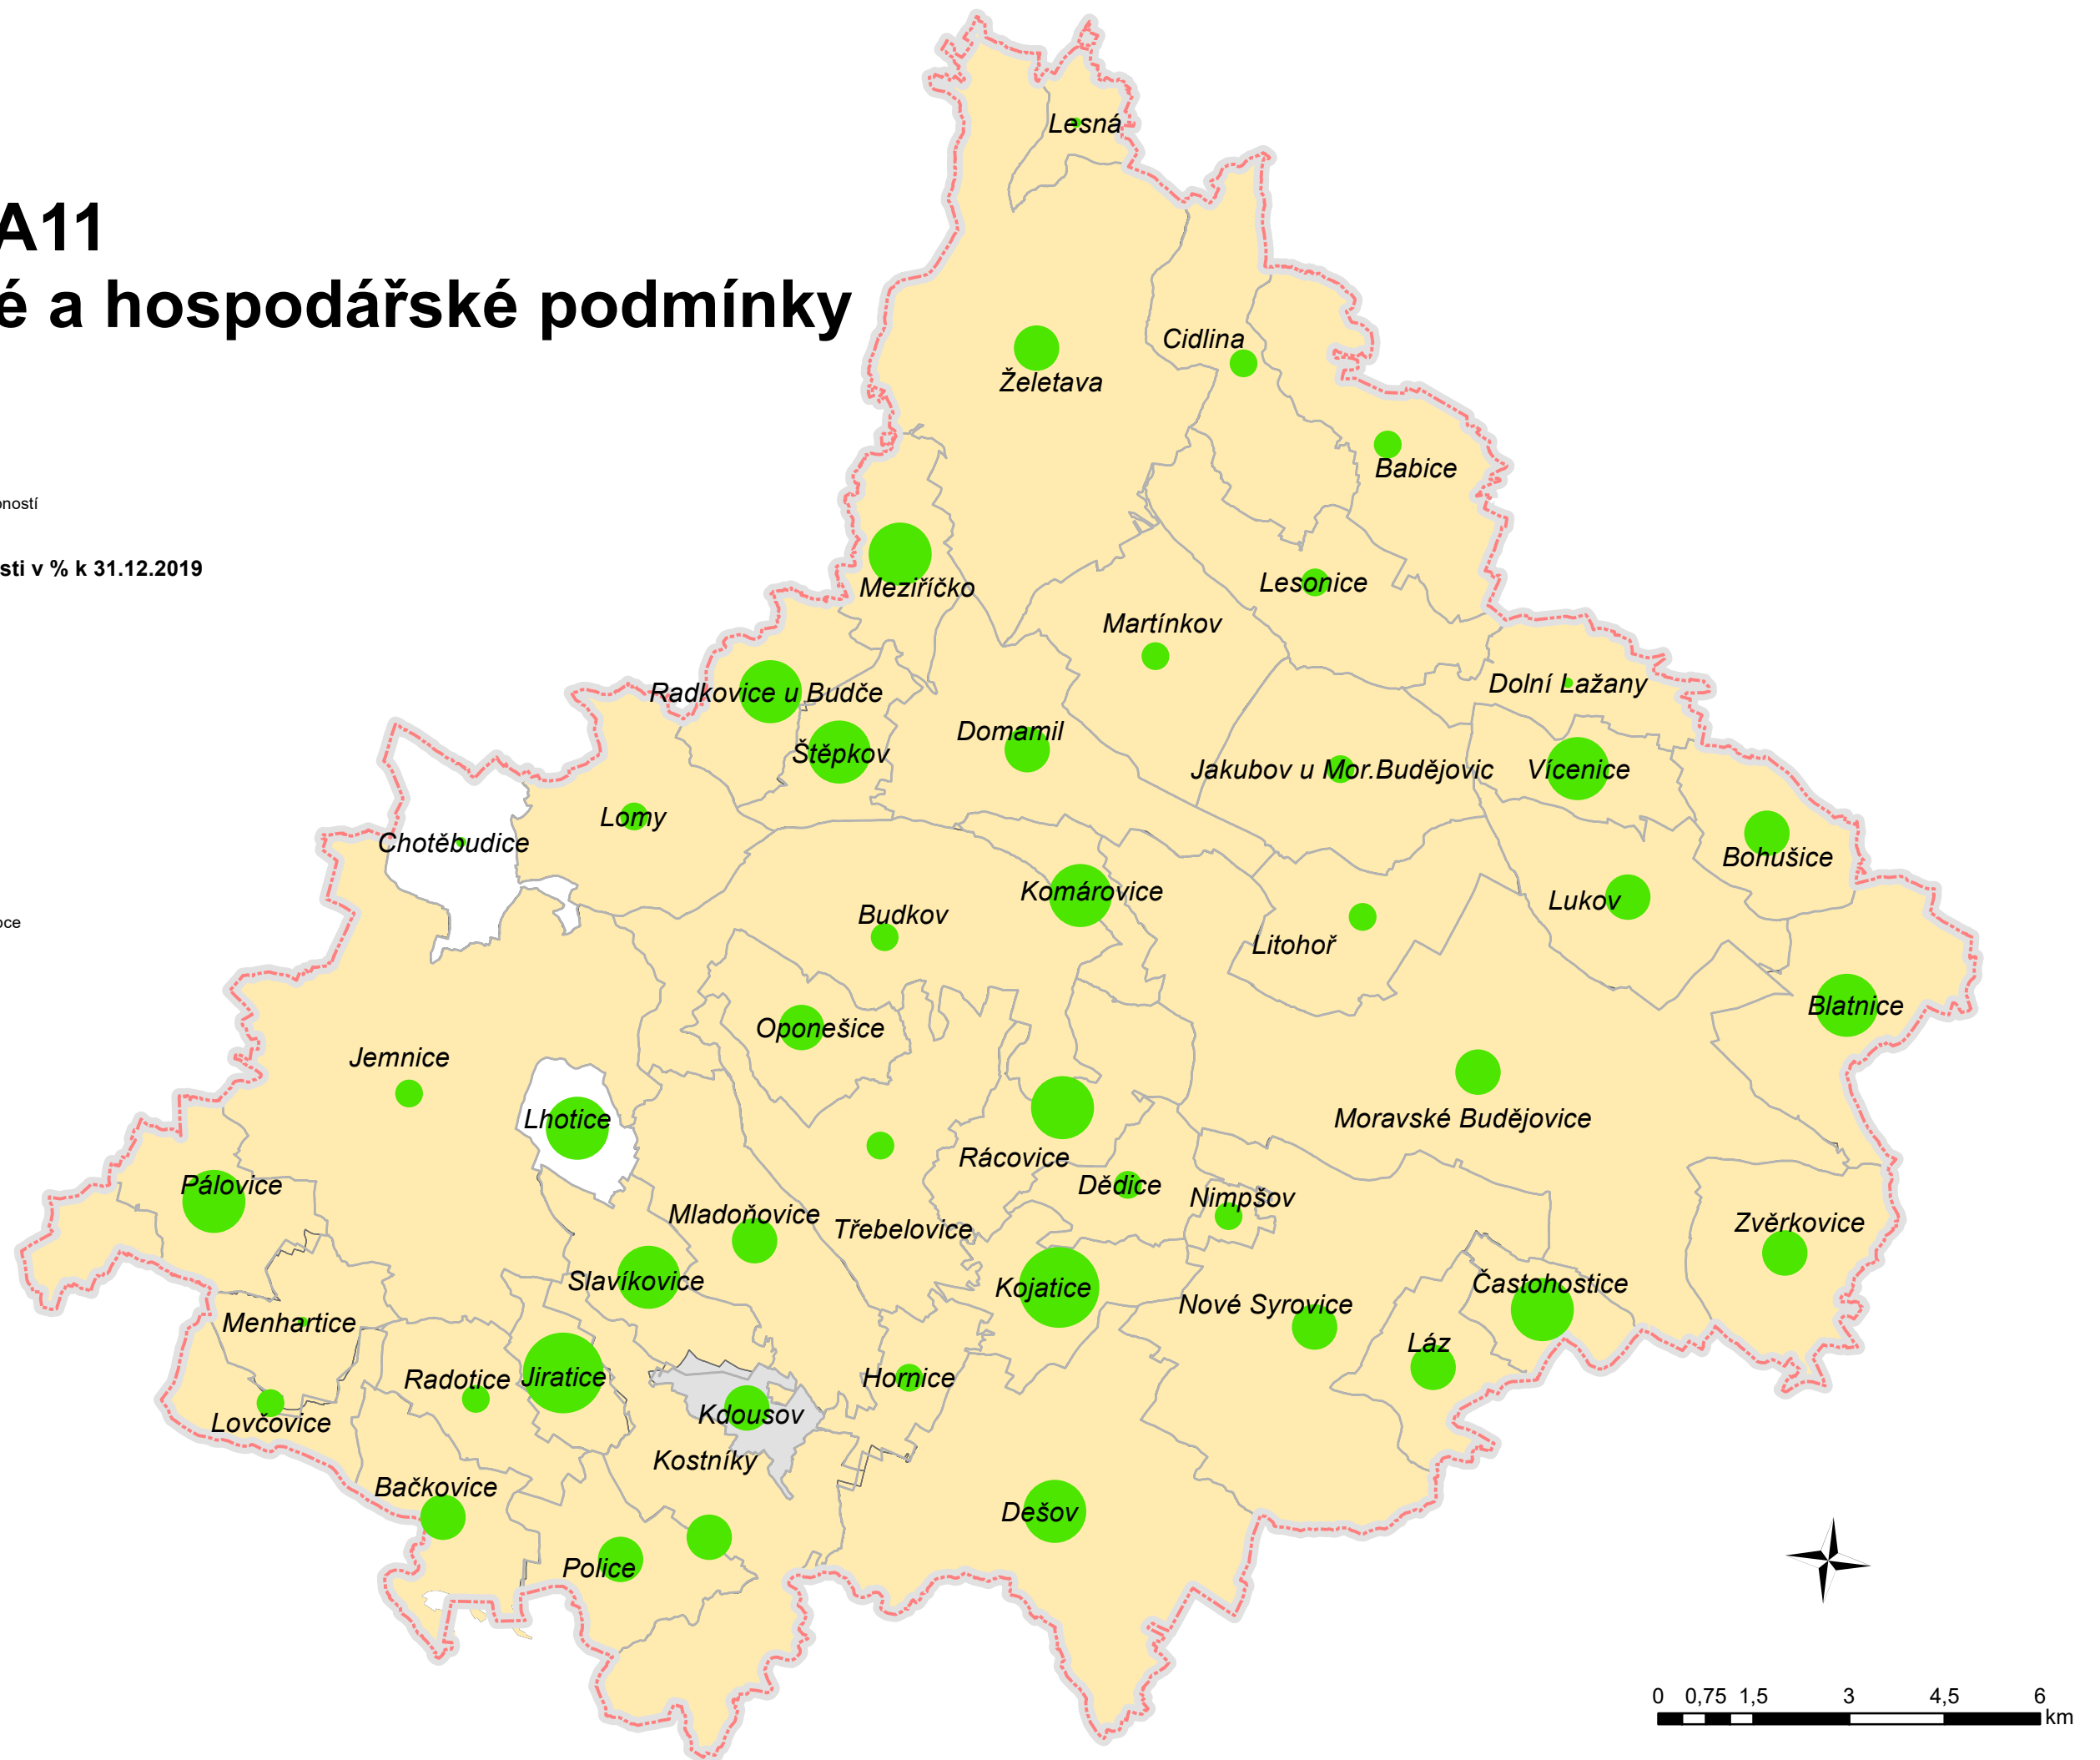 A11
é a hospodářské podmínky
ností
sti v % k 31.12.2019
oce
Lesná
Cidlina
Želetava
Babice
Meziříčko
Lesonice
Martínkov
Radkovice u Budče
Dolní Lažany
Štěpkov
Domamil
Jakubov u Mor.Budějovic
Vícenice
Lomy
Chotěbudice
Bohušice
Komárovice
Lukov
Budkov
Litohoř
Blatnice
Oponešice
Jemnice
Lhotice
Moravské Budějovice
Rácovice
Pálovice
Dědice
Nimpšov
Mladoňovice
Třebelovice
Zvěrkovice
Slavíkovice
Kojatice
Častohostice
Nové Syrovice
Menhartice
Láz
Radotice
Jiratice
Hornice
Lovčovice
Kdousov
Kostníky
Bačkovice
Dešov
Police
0 0,75 1,5 3 4,5 6
km